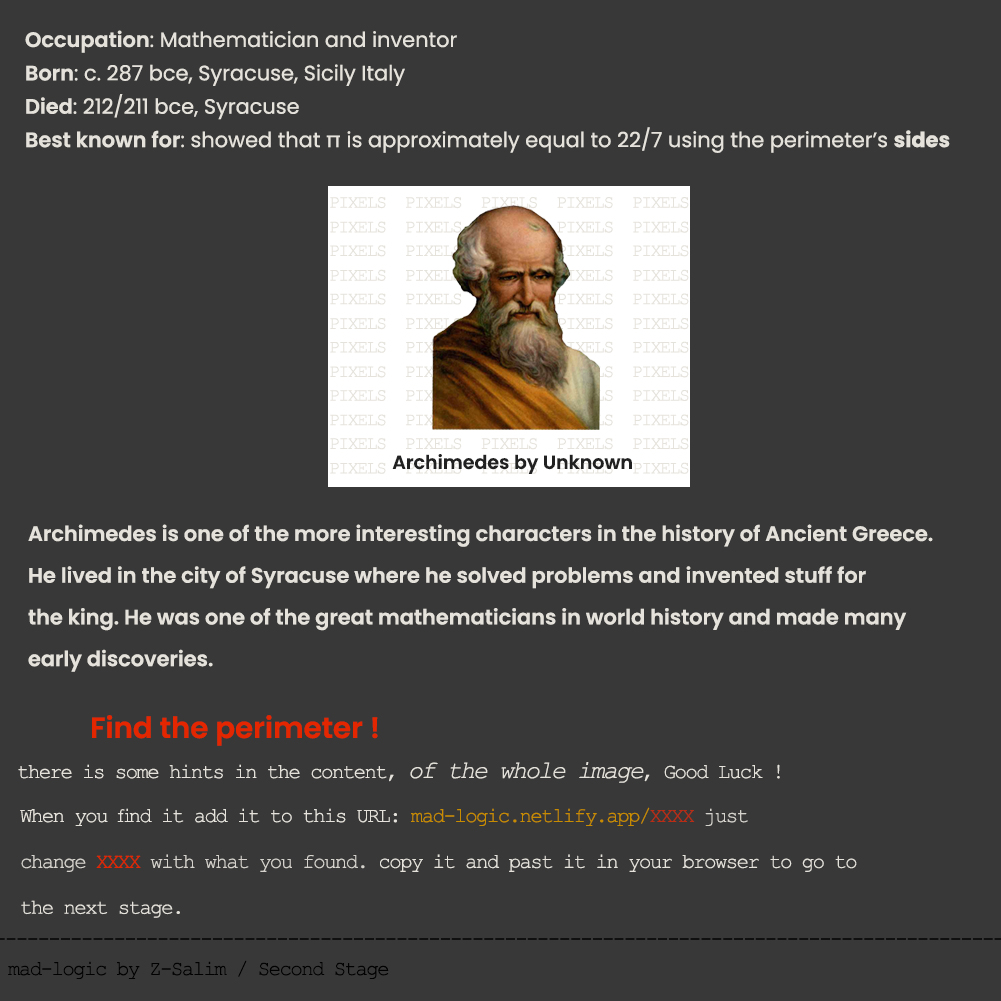 Occupation: Mathematician and inventor
Born: c. 287 bce, Syracuse, Sicily Italy
Died: 212/211 bce, Syracuse
Best known for: showed that π is approximately equal to 22/7 using the perimeter’s sides
PIXELS PIXELS PIXELS PIXELS PIXELS
PIXELS PIXELS PIXELS PIXELS
PIXELS PIXELS PIXELS PIXELS
PIXELS PIXELS PIXELS PIXELS
PIXELS PIXELS PIXELS PIXELS
PIXELS PIXELS PIXELS PIXELS
PIXELS PIX IXELS PIXELS
PIXELS PIX LS PIXELS
PIXELS PIX LS PIXELS
PIXELS PIX LS PIXELS
PIXELS PIXELS PIXELS PIXELS PIXELS
Archimedes by Unknown
PIXELS PIXELS PIXELS PIXELS PIXELS
Archimedes is one of the more interesting characters in the history of Ancient Greece.
He lived in the city of Syracuse where he solved problems and invented stuff for
the king. He was one of the great mathematicians in world history and made many
early discoveries.
Find the perimeter !
there is some hints in the content, of the whole image, Good Luck !
When you find it add it to this URL: mad-logic.netlify.app/XXXX just
change XXXX with what you found. copy it and past it in your browser to go to
the next stage.
mad-logic by Z-Salim / Second Stage